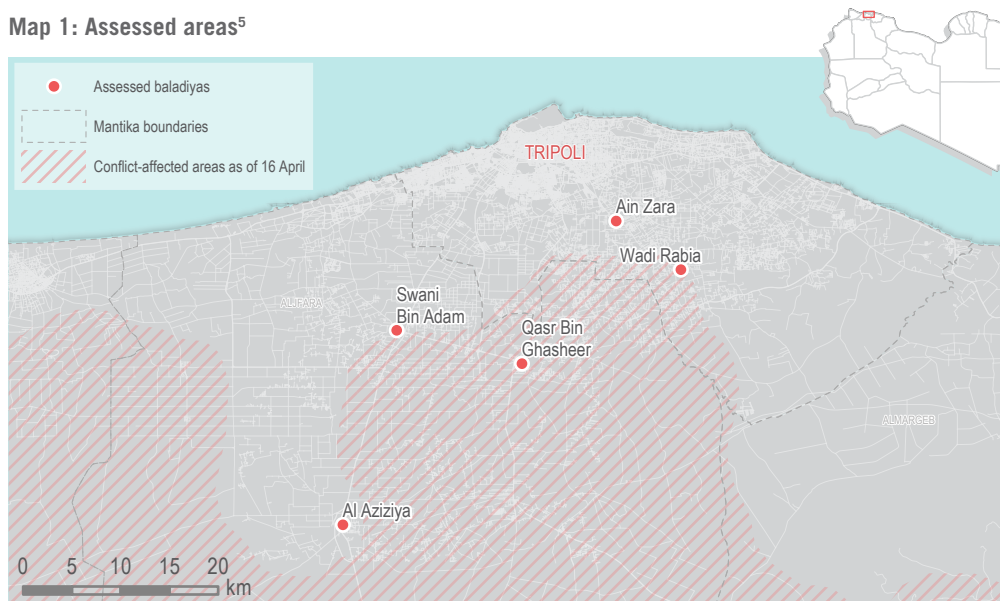 Map 1: Assessed areas5
Assessed baladiyas
Mantika boundaries
Conflict-affected areas as of 16 April
TRIPOLI
Ain Zara
Wadi Rabia
ALJFARA
Swani
Bin Adam
Qasr Bin
Ghasheer
ALMARGEB
Al Aziziya
0 5 10 15 20
km